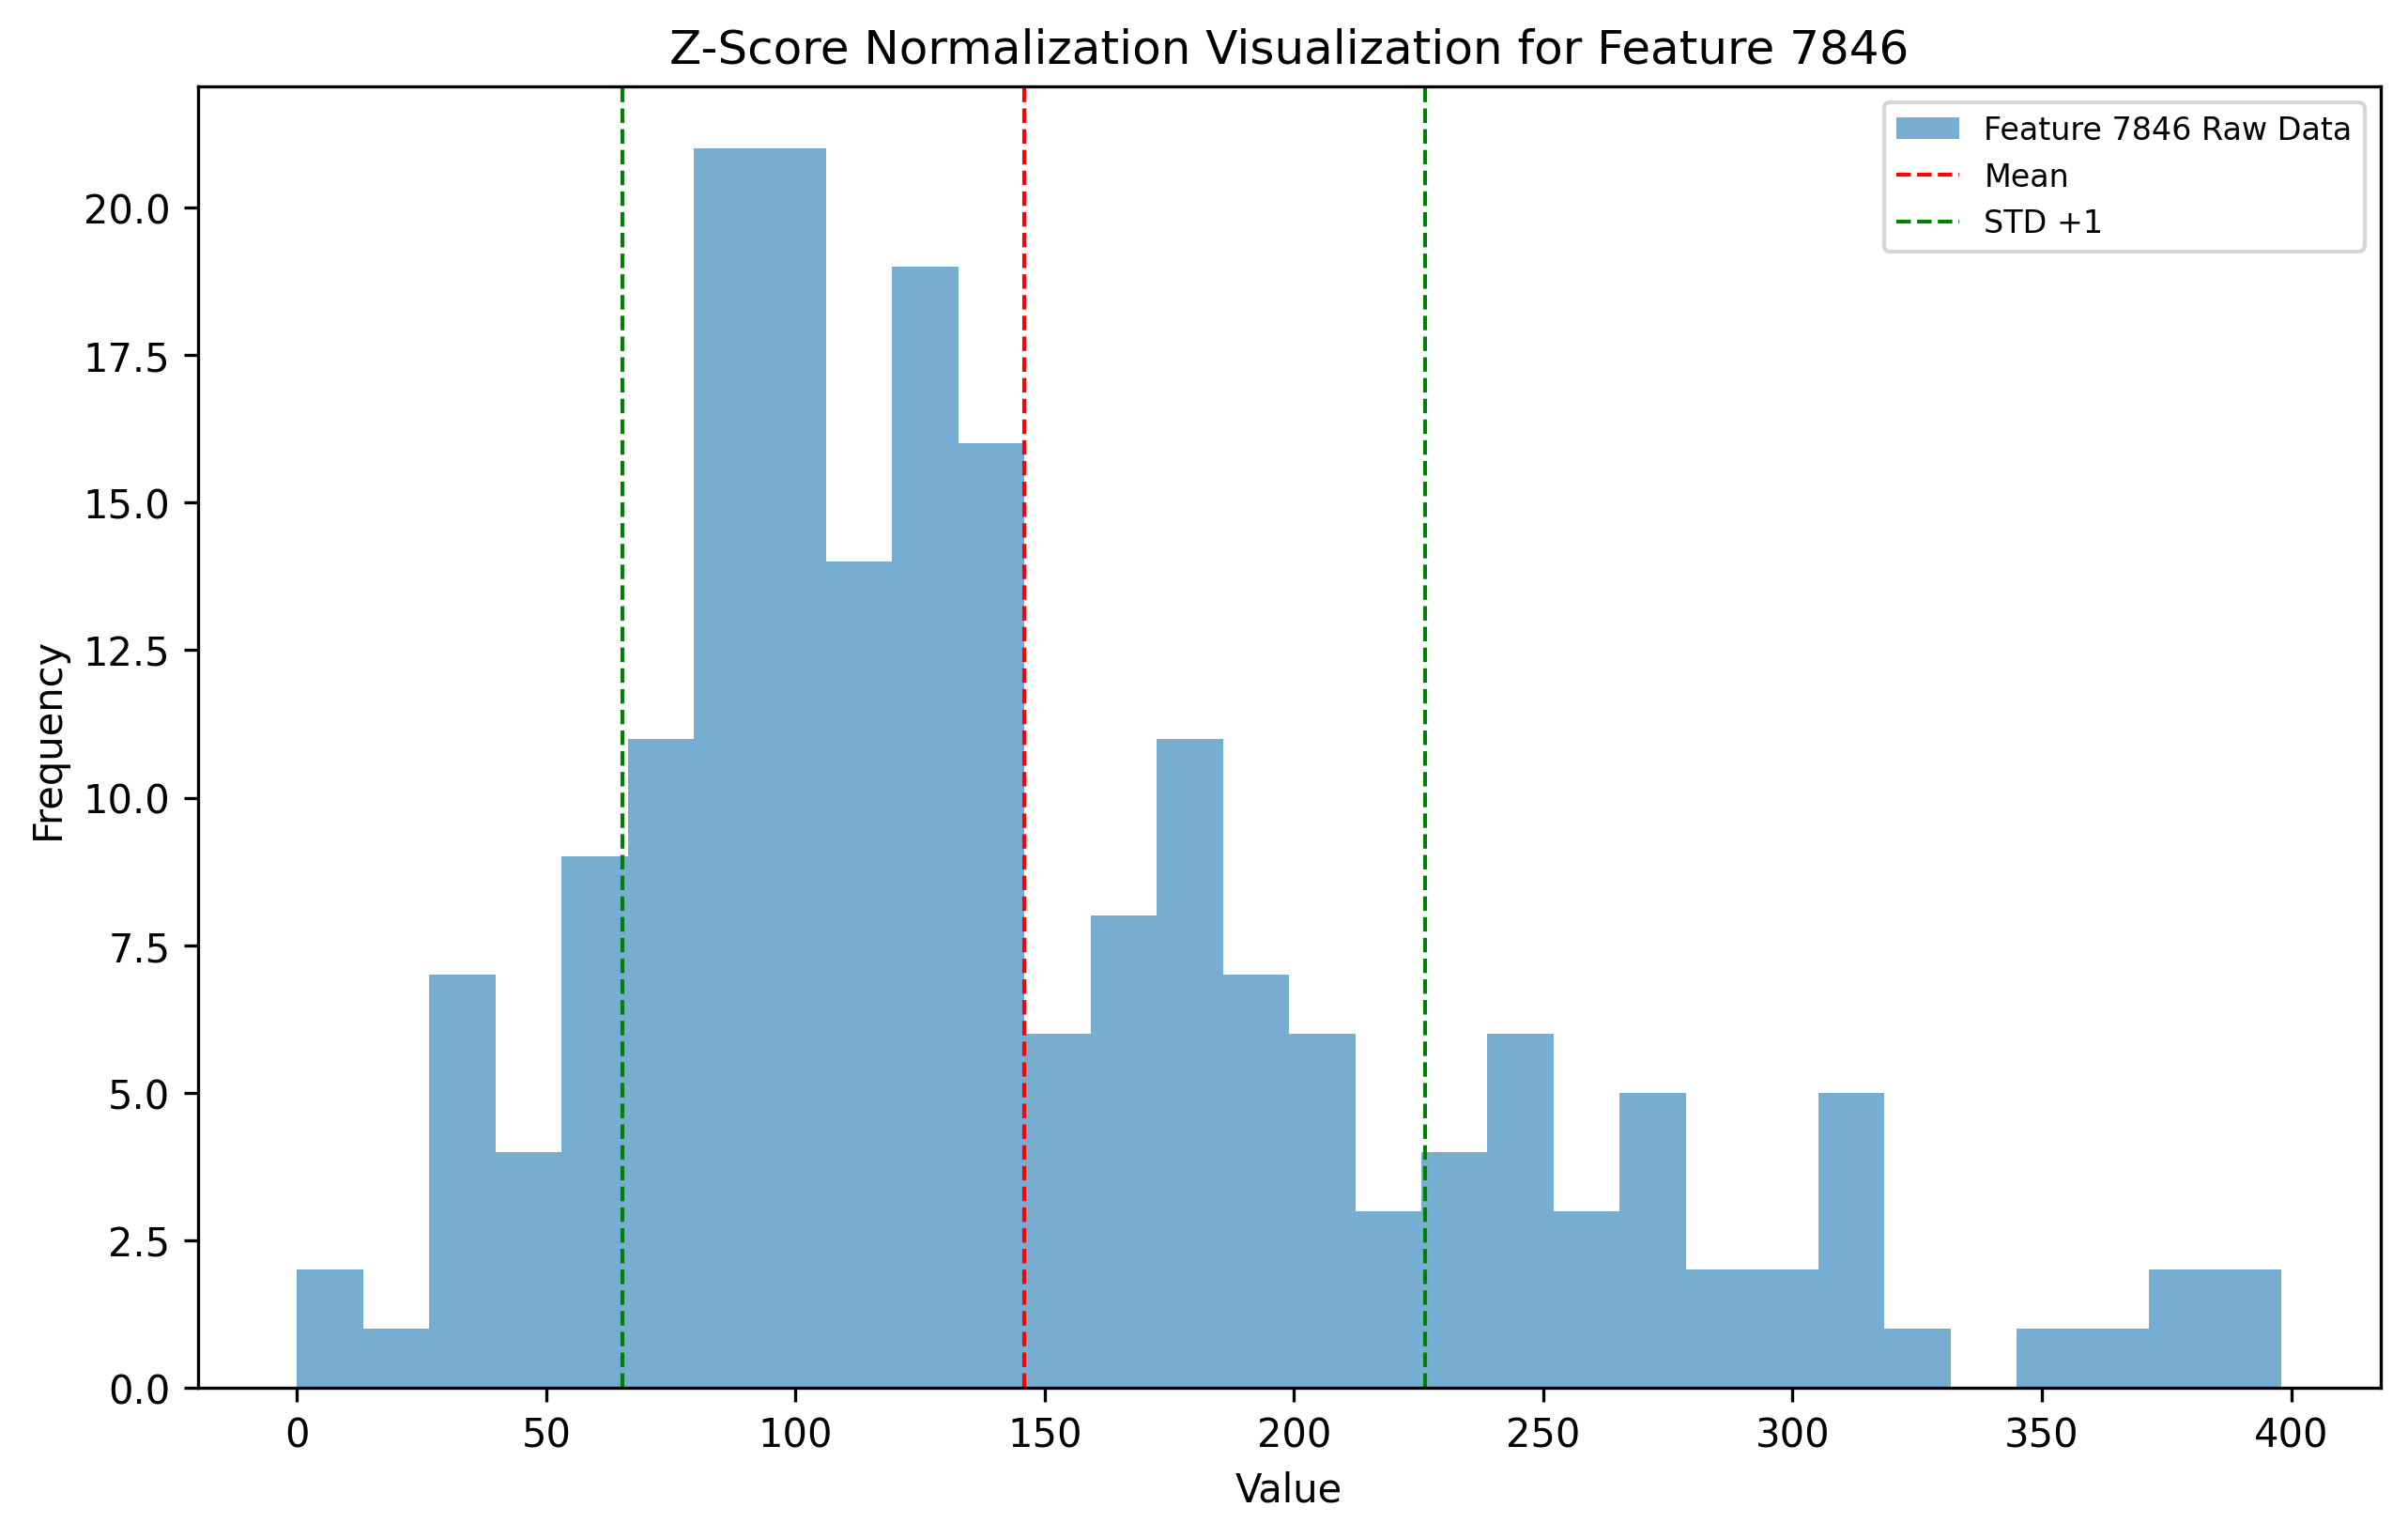 Z-Score Normalization Visualization for Feature 7846
Feature 7846 Raw Data
Mean
STD +1
20.0
17.5
15.0
12.5
10.0
7.5
5.0
2.5
0.0
Frequency
0 50 100 150 200 250 300 350 400
Value